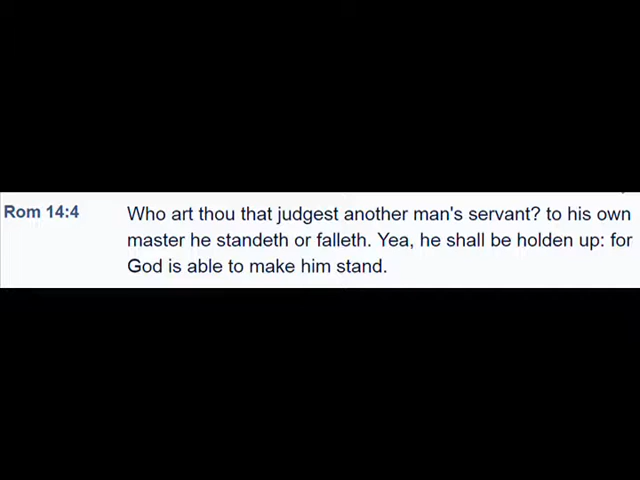 Rom 14:4 Who art thou that judgest another man's servant? to his own
master he standeth or falleth. Yea, he shall be holden up: for
God is able to make him stand.